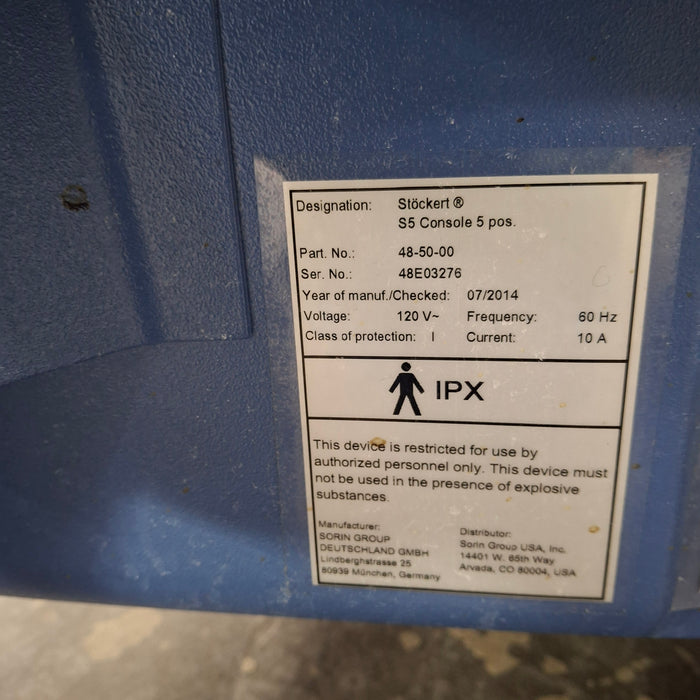 Designation: Stöckert ®
S5 Console 5 pos.
Part. No.: 48-50-00
Ser. No.: 48E03276
Year of manuf./Checked: 07/2014
Voltage: 120 V~ Frequency: 60 Hz
Class of protection: I Current: 10 A
IPX
This device is restricted for use by
authorized personnel only. This device must
not be used in the presence of explosive
substances.
Manufacturer:
SORIN GROUP
DEUTSCHLAND GMBH
Lindberghstrasse 25
80939 München, Germany
Distributor:
Sorin Group USA, Inc.
14401 W. 65th Way
Arvada, CO 80004, USA